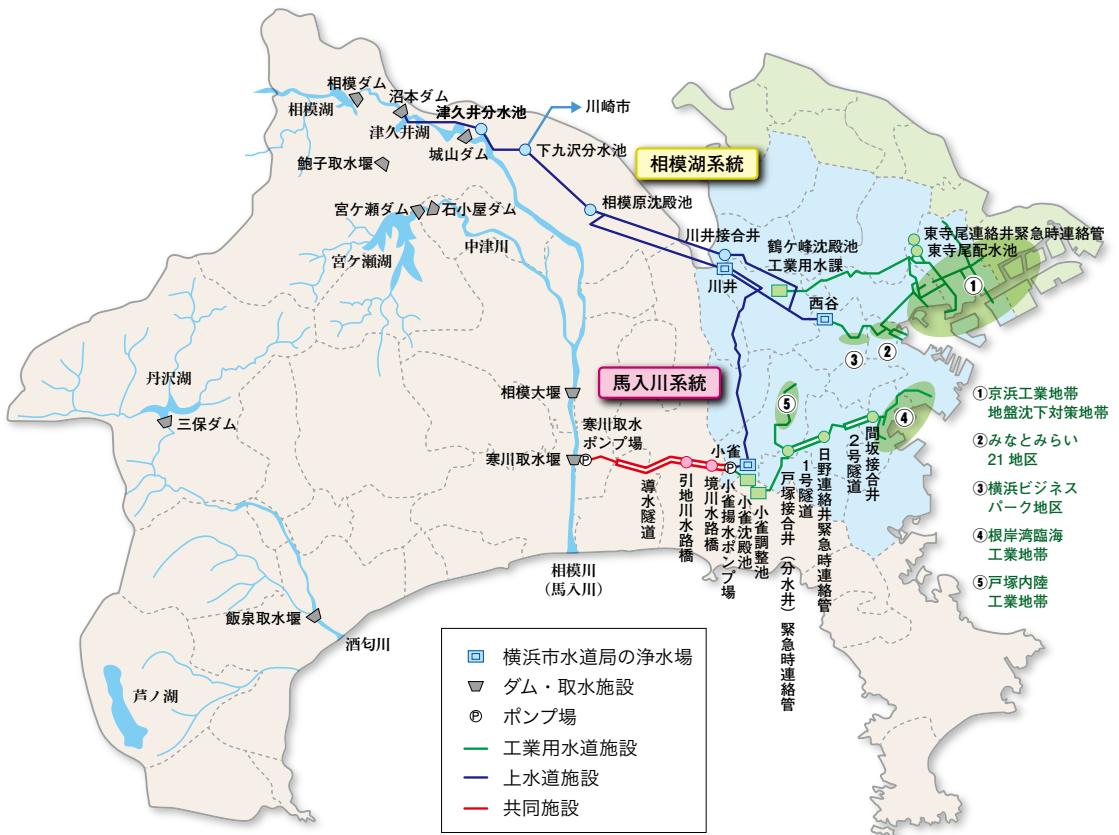 相模ダム
相模湖
沼本ダム
津久井湖
津久井分水池
城山ダム
川崎市
下九沢分水池
相模湖系統
鮑子取水堰
宮ケ瀬ダム
石小屋ダム
中津川
宮ケ瀬湖
相模原沈殿池
川井接合井
川井
鶴ケ峰沈殿池
工業用水課
東寺尾連絡井緊急時連絡管
東寺尾配水池
西谷
①
②
③
④
⑤
丹沢湖
三保ダム
馬入川系統
相模大堰
寒川取水
ポンプ場
寒川取水堰
Ⓟ
導水隧道
引地川水路橋
境川水路橋
小雀
Ⓟ
小雀揚水ポンプ場
小雀沈殿池
小雀調整池
戸塚接合井（分水井）緊急時連絡管
1号隧道
日野連絡井緊急時連絡管
2号隧道
間坂接合井
相模川
（馬入川）
飯泉取水堰
酒匂川
芦ノ湖
①京浜工業地帯
地盤沈下対策地帯
②みなとみらい
21 地区
③横浜ビジネス
パーク地区
④根岸湾臨海
工業地帯
⑤戸塚内陸
工業地帯
横浜市水道局の浄水場
ダム・取水施設
Ⓟ ポンプ場
工業用水道施設
上水道施設
共同施設